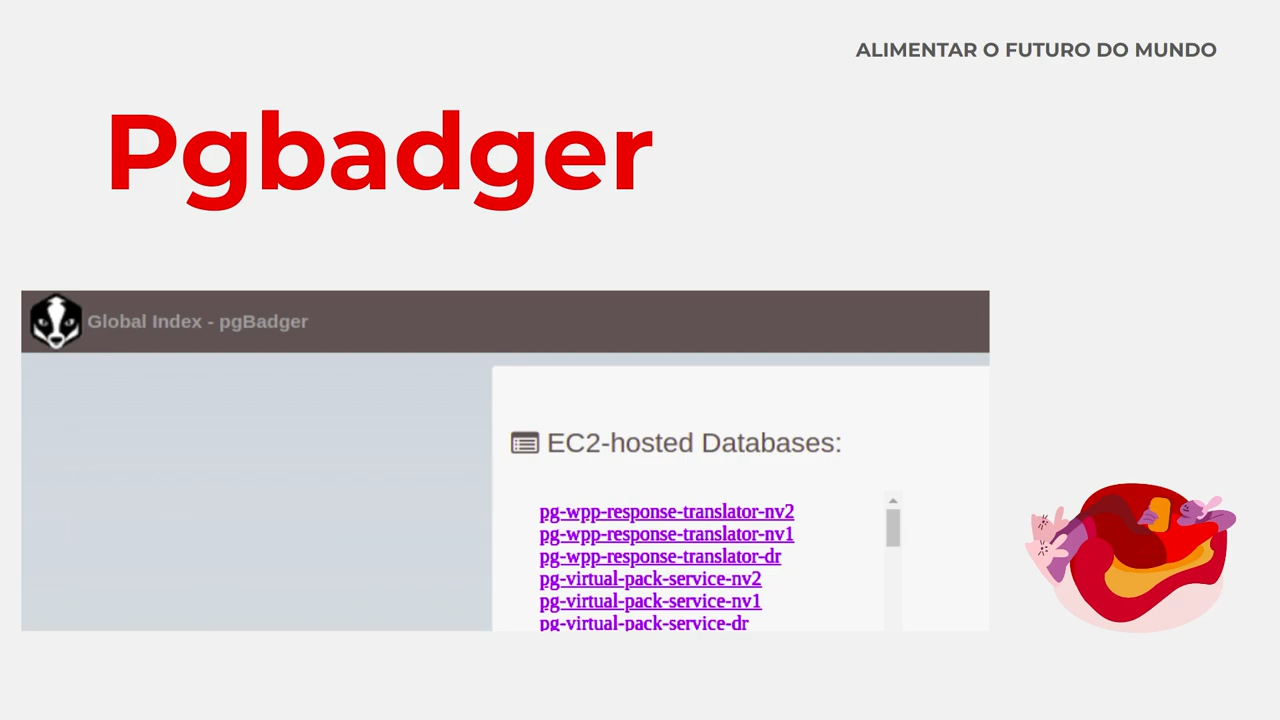 ALIMENTAR O FUTURO DO MUNDO
Pgbadger
Global Index - pgBadger
EC2-hosted Databases:
pg-wpp-response-translator-nv2
pg-wpp-response-translator-nv1
pg-wpp-response-translator-dr
pg-virtual-pack-service-nv2
pg-virtual-pack-service-nv1
pg-virtual-pack-service-dr